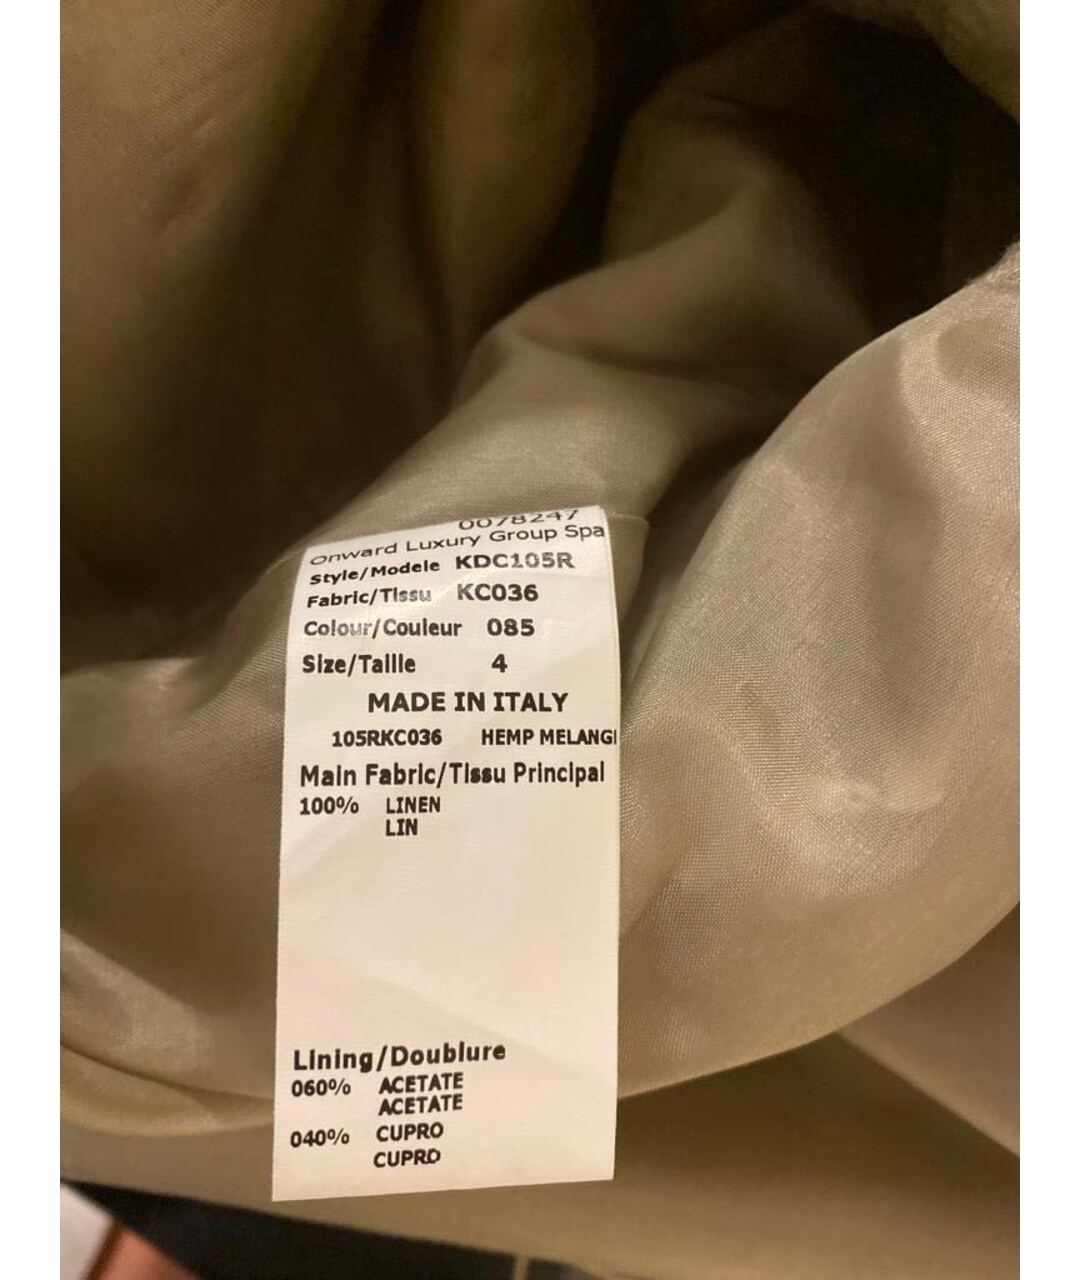 0078247
Onward Luxury Group Spa
Style/Modele KDC105R
Fabric/Tissu KC036
Colour/Couleur 085
Size/Taille 4
MADE IN ITALY
105RKC036 HEMP MELANG
Main Fabric/Tissu Principal
100% LINEN
LIN
Lining/Doublure
060% ACETATE
ACETATE
040% CUPRO
CUPRO